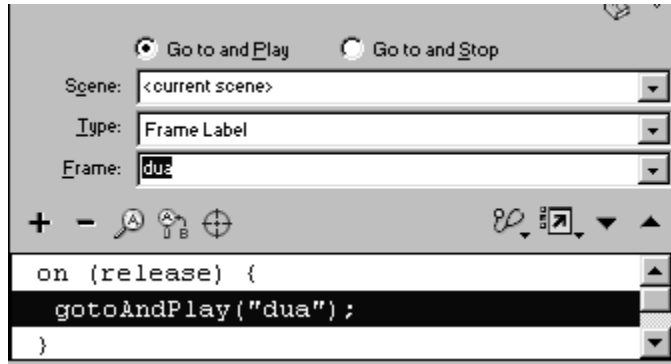 Go to and Play Go to and Stop
Scene: <current scene>
Type: Frame Label
Frame: dua
on (release) {
gotoAndPlay("dua");
}